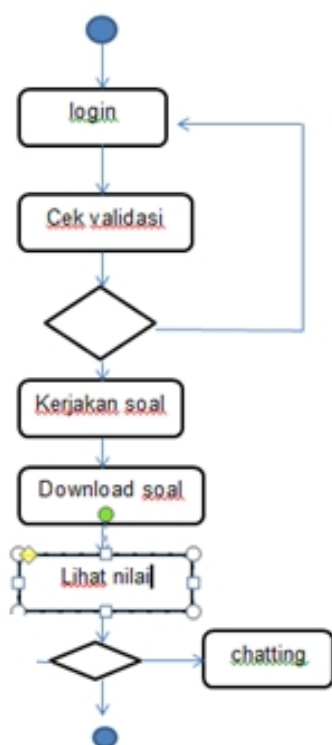 login
Cek validasi
Kerjakan soal
Download soal
Lihat nilai
chatting